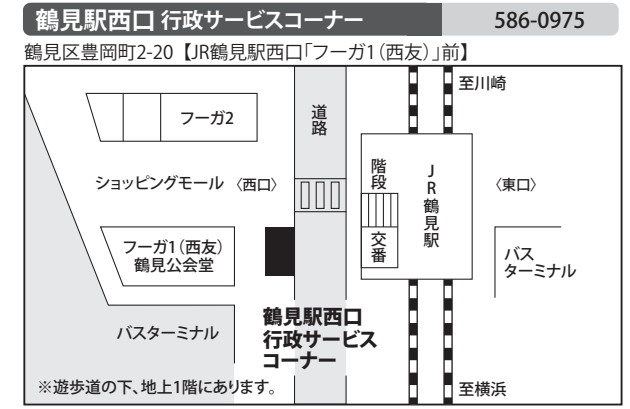 鶴見駅西口 行政サービスコーナー 586-0975
鶴見区豊岡町2-20【JR鶴見駅西口「フーガ1（西友）」前】
至川崎
フーガ2
道路
階段
JR鶴見駅
ショッピングモール 〈西口〉
〈東口〉
交番
フーガ1（西友）
鶴見公会堂
バス
ターミナル
バスターミナル
鶴見駅西口
行政サービス
コーナー
※遊歩道の下、地上1階にあります。
至横浜